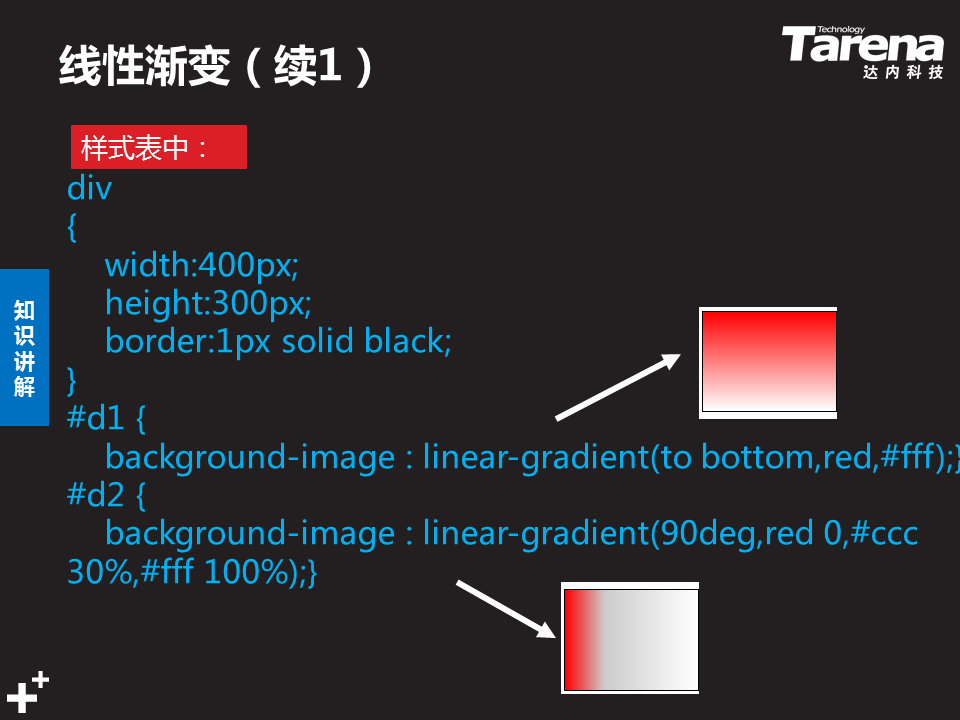 线性渐变（续1）
Technology
Tarena
达内科技
样式表中：
div
{
width:400px;
height:300px;
border:1px solid black;
}
#d1 {
background-image : linear-gradient(to bottom,red,#fff);}
#d2 {
background-image : linear-gradient(90deg,red 0,#ccc
30%,#fff 100%);}
知
识
讲
解